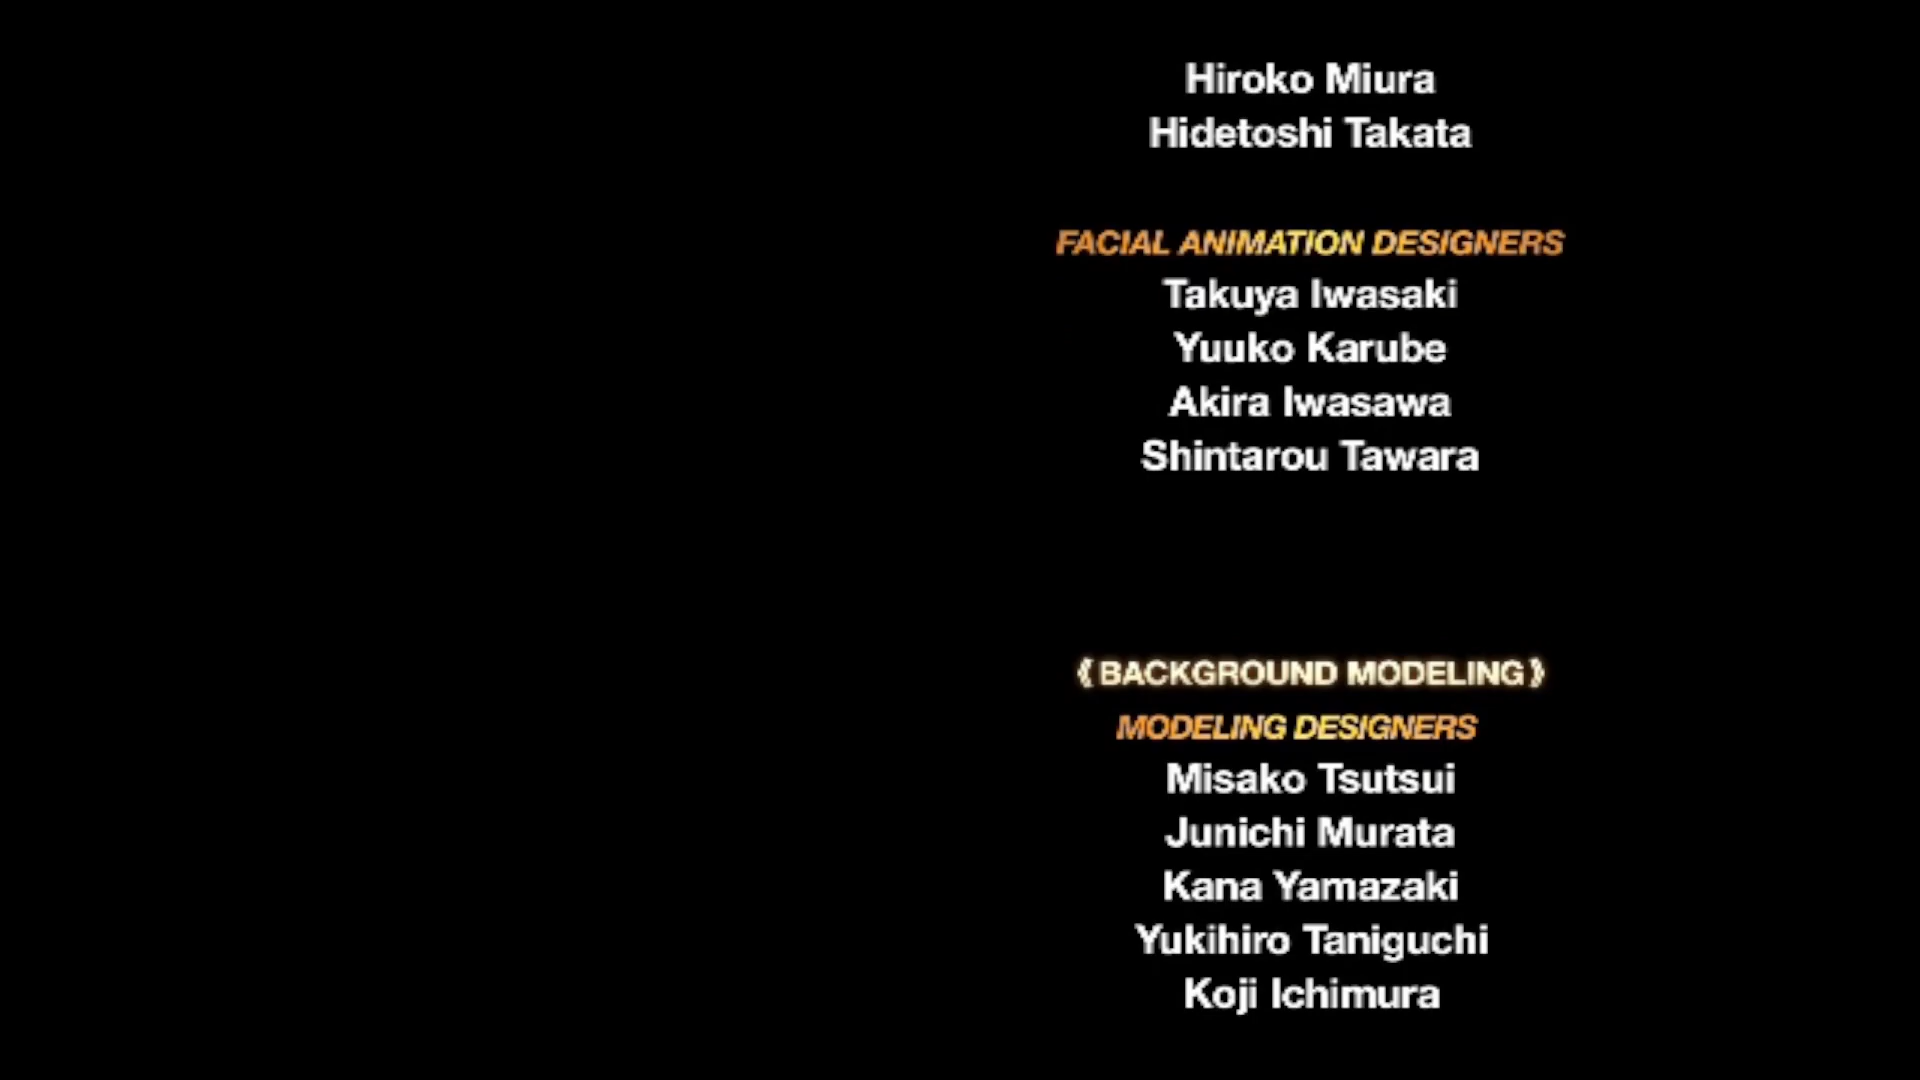 Hiroko Miura
Hidetoshi Takata
FACIAL ANIMATION DESIGNERS
Takuya Iwasaki
Yuuko Karube
Akira Iwasawa
Shintarou Tawara
《BACKGROUND MODELING》
MODELING DESIGNERS
Misako Tsutsui
Junichi Murata
Kana Yamazaki
Yukihiro Taniguchi
Koji Ichimura